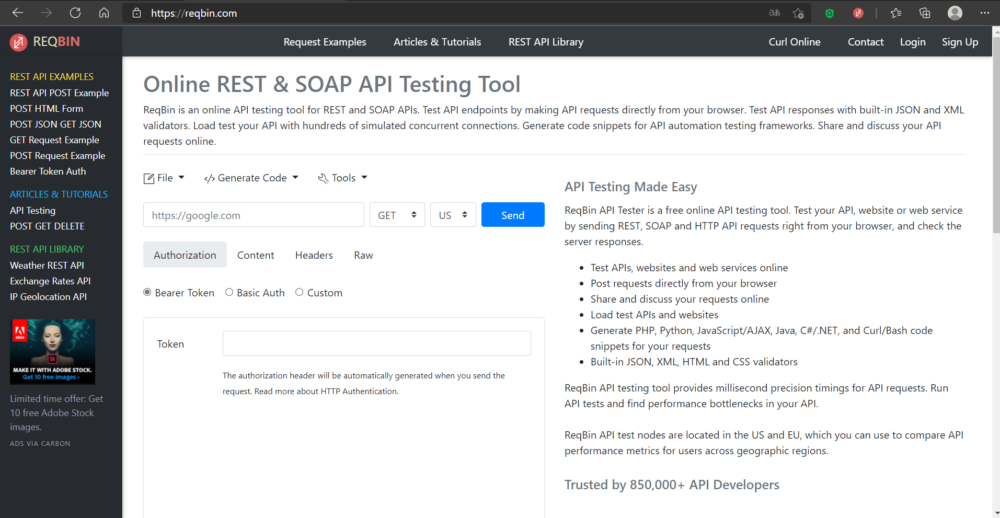 https://reqbin.com
aあ
REQBIN
Request Examples
Articles & Tutorials
REST API Library
Curl Online
Contact
Login
Sign Up
REST API EXAMPLES
REST API POST Example
POST HTML Form
POST JSON GET JSON
GET Request Example
POST Request Example
Bearer Token Auth
ARTICLES & TUTORIALS
API Testing
POST GET DELETE
REST API LIBRARY
Weather REST API
Exchange Rates API
IP Geolocation API
Adobe
St
MAKE IT WITH ADOBE STOCK.
Get 10 free images ›
Limited time offer: Get
10 free Adobe Stock
images.
ADS VIA CARBON
Online REST & SOAP API Testing Tool
ReqBin is an online API testing tool for REST and SOAP APIs. Test API endpoints by making API requests directly from your browser. Test API responses with built-in JSON and XML
validators. Load test your API with hundreds of simulated concurrent connections. Generate code snippets for API automation testing frameworks. Share and discuss your API
requests online.
File
</> Generate Code
Tools
https://google.com
GET
US
Send
Authorization
Content
Headers
Raw
Bearer Token
Basic Auth
Custom
Token
The authorization header will be automatically generated when you send the
request. Read more about HTTP Authentication.
API Testing Made Easy
ReqBin API Tester is a free online API testing tool. Test your API, website or web service
by sending REST, SOAP and HTTP API requests right from your browser, and check the
server responses.
• Test APIs, websites and web services online
• Post requests directly from your browser
• Share and discuss your requests online
• Load test APIs and websites
• Generate PHP, Python, JavaScript/AJAX, Java, C#/.NET, and Curl/Bash code
snippets for your requests
• Built-in JSON, XML, HTML and CSS validators
ReqBin API testing tool provides millisecond precision timings for API requests. Run
API tests and find performance bottlenecks in your API.
ReqBin API test nodes are located in the US and EU, which you can use to compare API
performance metrics for users across geographic regions.
Trusted by 850,000+ API Developers